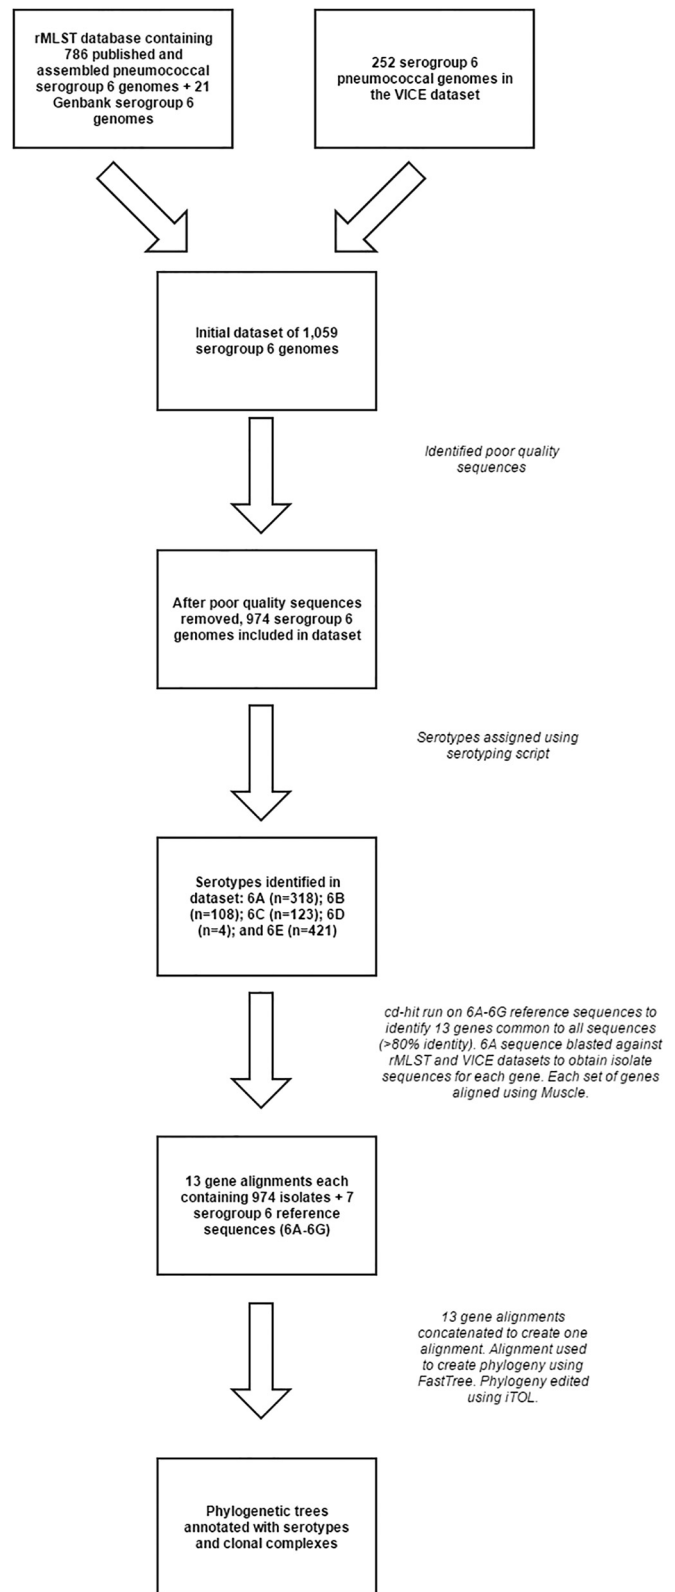 rMLST database containing
786 published and
assembled pneumococcal
serogroup 6 genomes + 21
Genbank serogroup 6
genomes
252 serogroup 6
pneumococcal genomes in
the VICE dataset
Initial dataset of 1,059
serogroup 6 genomes
Identified poor quality
sequences
After poor quality sequences
removed, 974 serogroup 6
genomes included in dataset
Serotypes assigned using
serotyping script
Serotypes identified in
dataset: 6A (n=318); 6B
(n=108); 6C (n=123); 6D
(n=4); and 6E (n=421)
cd-hit run on 6A-6G reference sequences to
identify 13 genes common to all sequences
(>80% identity). 6A sequence blasted against
rMLST and VICE datasets to obtain isolate
sequences for each gene. Each set of genes
aligned using Muscle.
13 gene alignments each
containing 974 isolates + 7
serogroup 6 reference
sequences (6A-6G)
13 gene alignments
concatenated to create one
alignment. Alignment used
to create phylogeny using
FastTree. Phylogeny edited
using iTOL.
Phylogenetic trees
annotated with serotypes
and clonal complexes